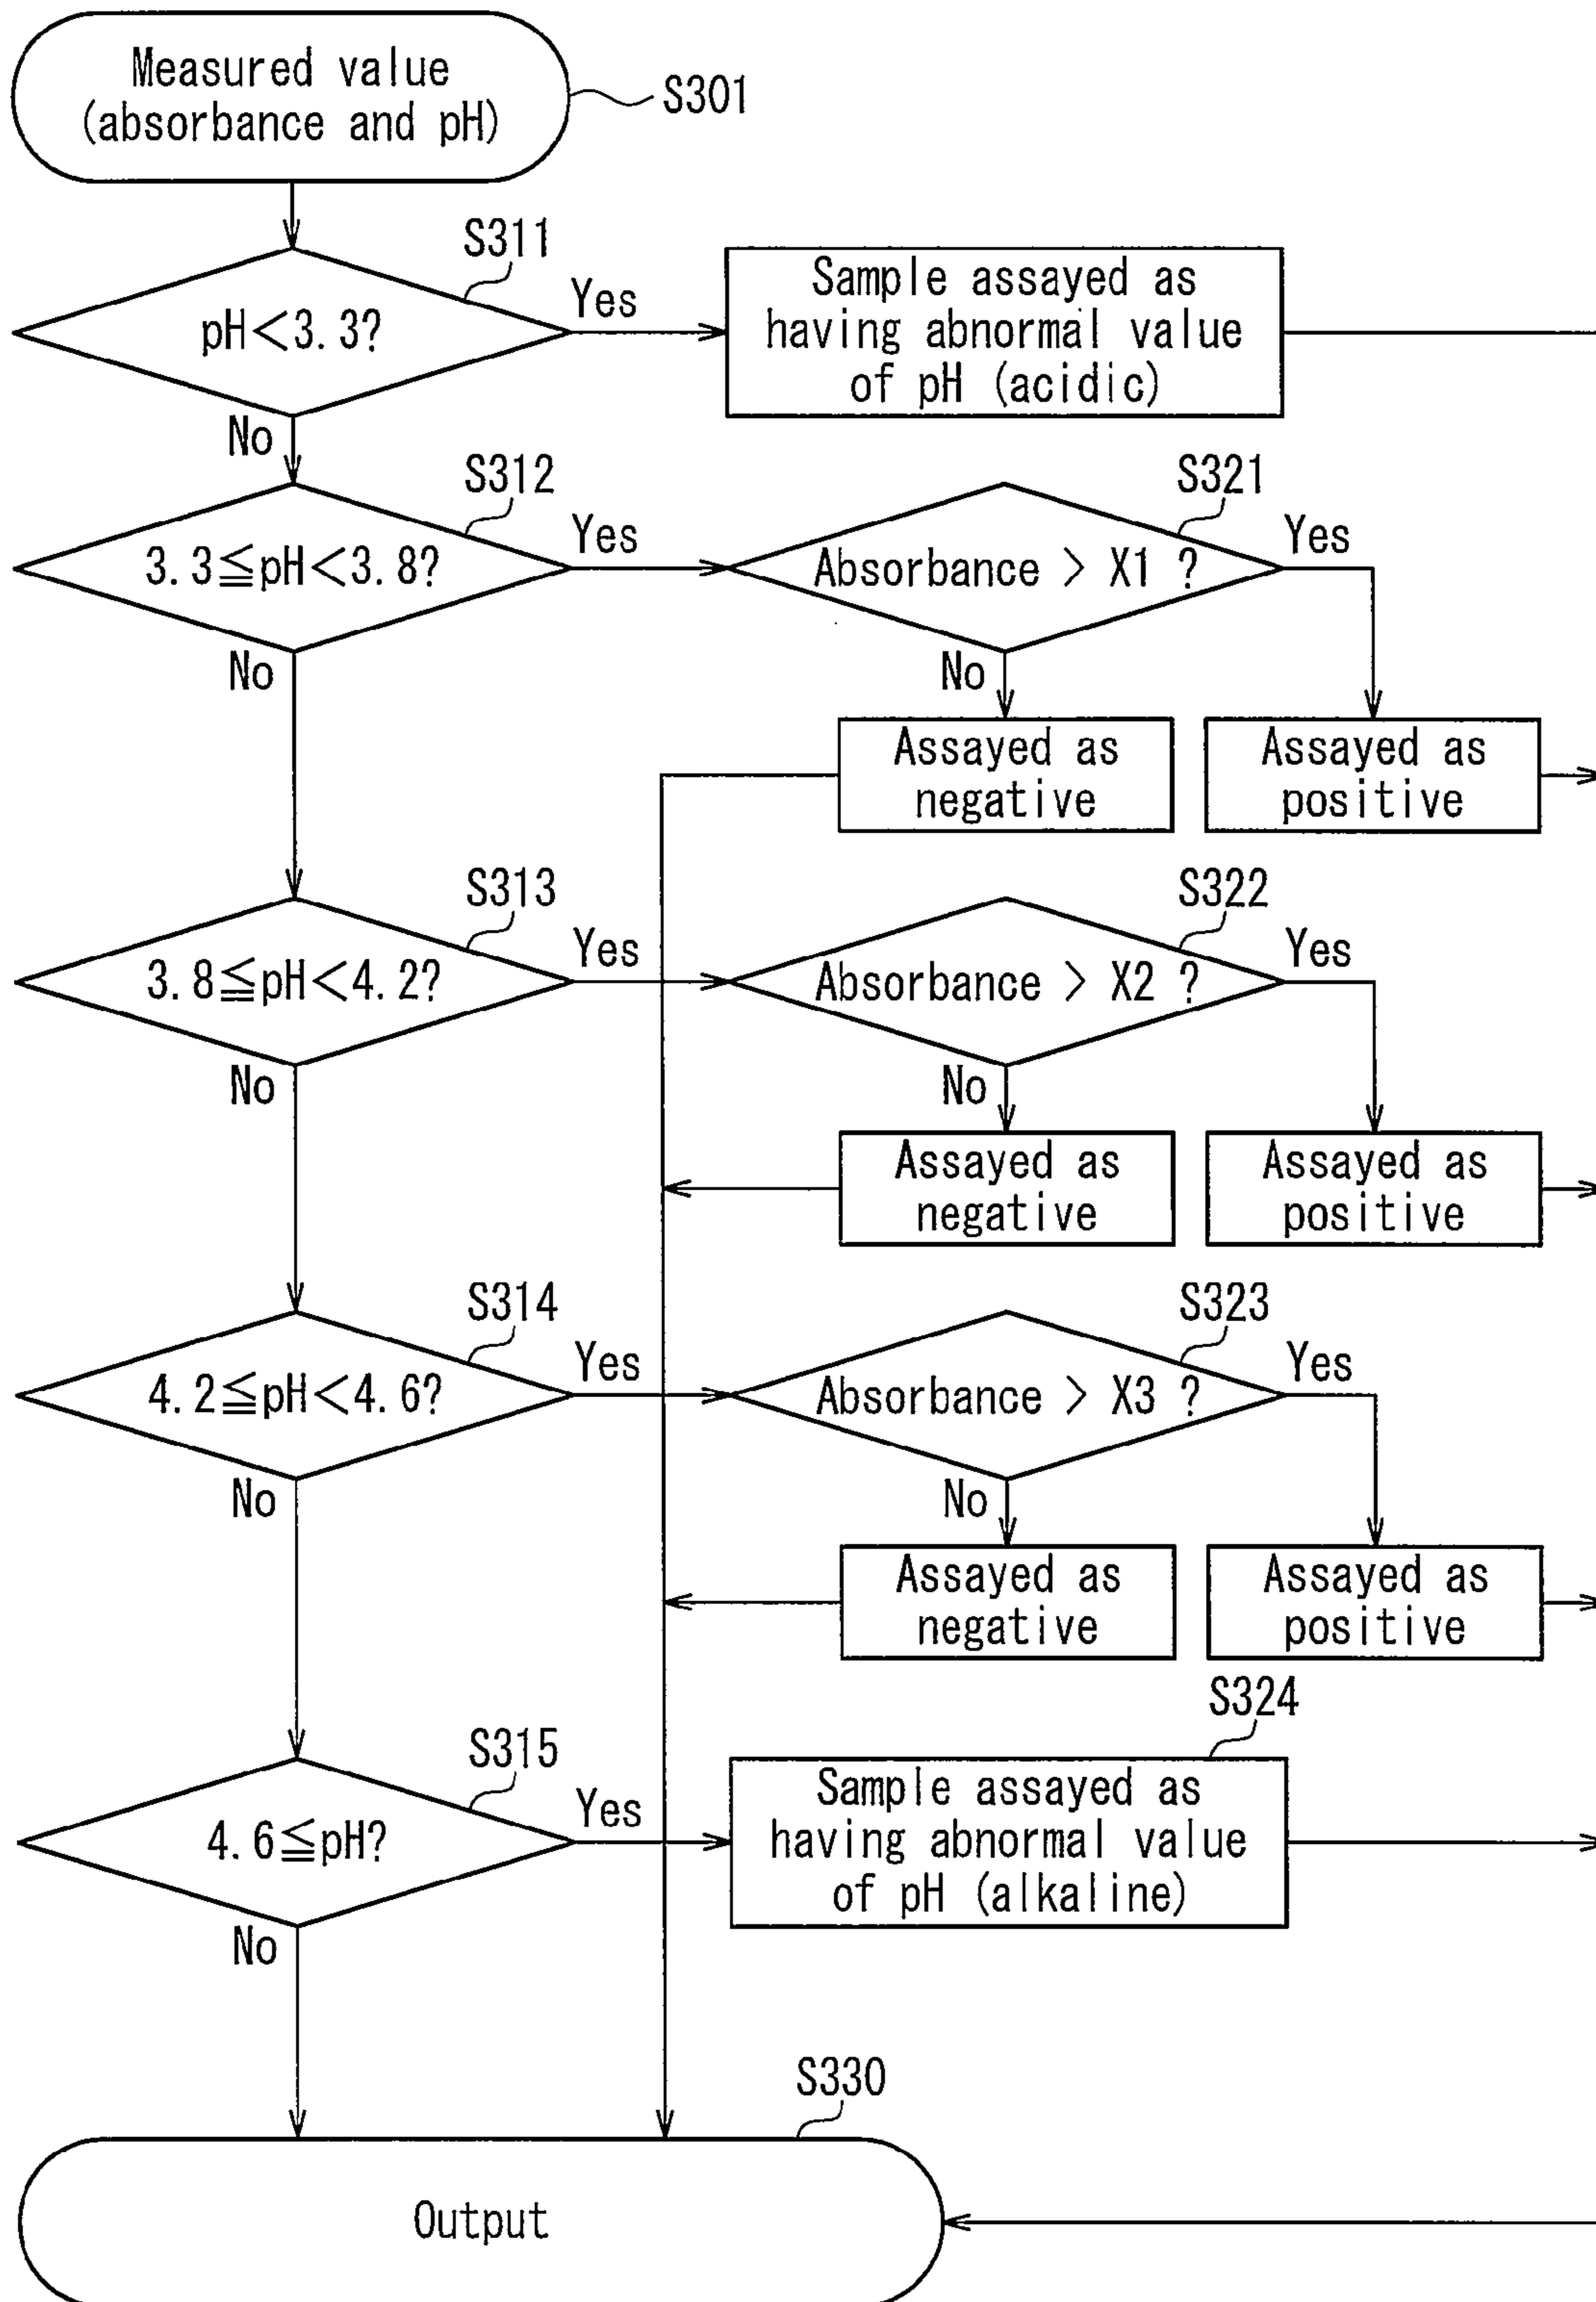 Measured value
(absorbance and pH)
S301
S311
pH<3.3?
Yes
Sample assayed as
having abnormal value
of pH (acidic)
No
S312
3.3≦pH<3.8?
Yes
S321
Absorbance > X1 ?
Yes
No
No
Assayed as
negative
Assayed as
positive
S313
3.8≦pH<4.2?
Yes
S322
Absorbance > X2 ?
Yes
No
No
Assayed as
negative
Assayed as
positive
S314
4.2≦pH<4.6?
Yes
S323
Absorbance > X3 ?
Yes
No
No
Assayed as
negative
Assayed as
positive
S315
4.6≦pH?
Yes
S324
Sample assayed as
having abnormal value
of pH (alkaline)
No
S330
Output